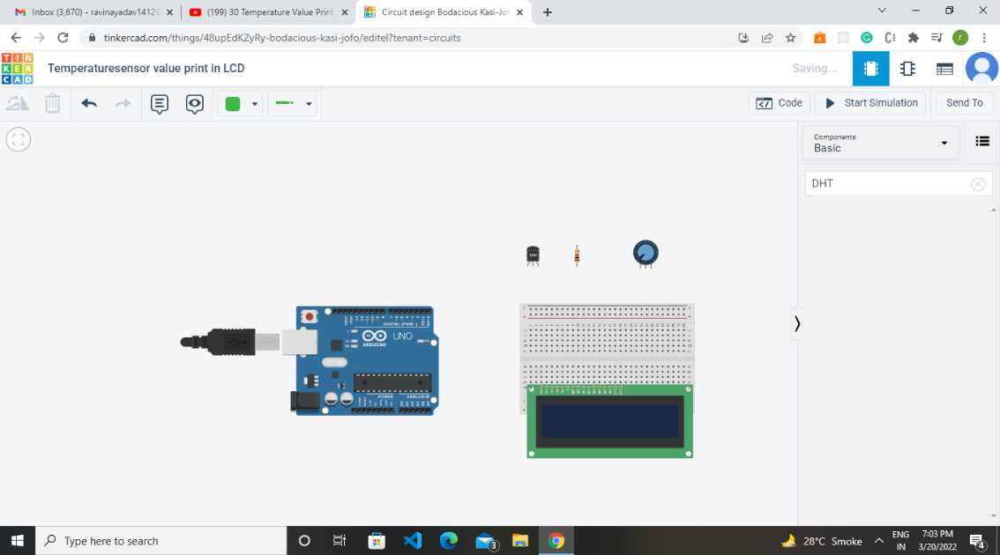 Inbox (3,670) - ravinayadav1412@
(199) 30 Temperature Value Print
Circuit design Bodacious Kasi-Jof
tinkercad.com/things/48upEdKZyRy-bodacious-kasi-jofo/editel?tenant=circuits
r
TIN
KER
CAD
Temperaturesensor value print in LCD
Saving...
Code
Start Simulation
Send To
Components
Basic
DHT
TMP
DIGITAL (PWM~)
UNO
ARDUINO
POWER
ANALOG IN
Type here to search
3
28°C Smoke
ENG
IN
7:03 PM
3/20/2022
4